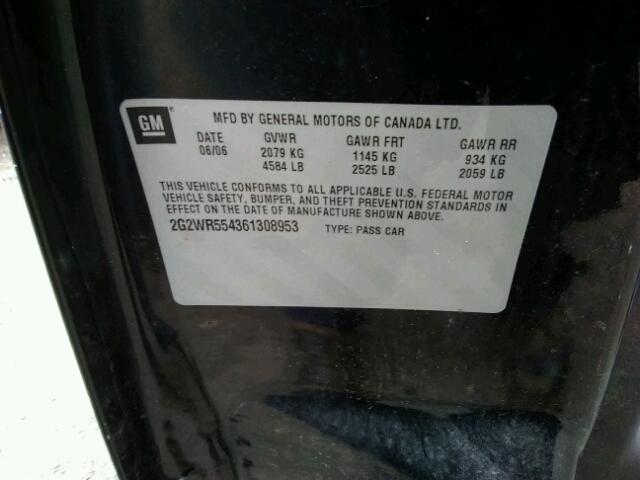 GM
MFD BY GENERAL MOTORS OF CANADA LTD.
DATE GVWR GAWR FRT GAWR RR
06/06 2079 KG 1145 KG 934 KG
4584 LB 2525 LB 2059 LB
THIS VEHICLE CONFORMS TO ALL APPLICABLE U.S. FEDERAL MOTOR
VEHICLE SAFETY, BUMPER, AND THEFT PREVENTION STANDARDS IN
EFFECT ON THE DATE OF MANUFACTURE SHOWN ABOVE.
2G2WR554361308953 TYPE: PASS CAR